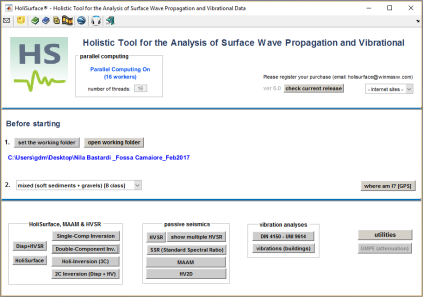 HoliSurface® - Holistic Tool for the Analysis of Surface Wave Propagation and Vibrational Data
HS
Holistic Tool for the Analysis of Surface Wave Propagation and Vibrational
parallel computing
Parallel Computing On
(16 workers)
number of threads: 16
Please register your purchase (email: holisurface@winmasw.com)
ver 6.0 check current release - internet sites -
Before starting
1. set the working folder open working folder
C:\Users\gdm\Desktop\Nila Bastardi _Fossa Camaiore_Feb2017
2. mixed (soft sediments + gravels) [B class] where am I? [GPS]
HoliSurface, MAAM & HVSR
Disp+HVSR
HoliSurface
Single-Comp Inversion
Double-Component Inv.
Holi-Inversion (3C)
2C Inversion (Disp + HV)
passive seismics
HVSR show multiple HVSR
SSR (Standard Spectral Ratio)
MAAM
HV2D
vibration analyses
DIN 4150 - UNI 9614
vibrations (buildings)
utilities
(attenuation)